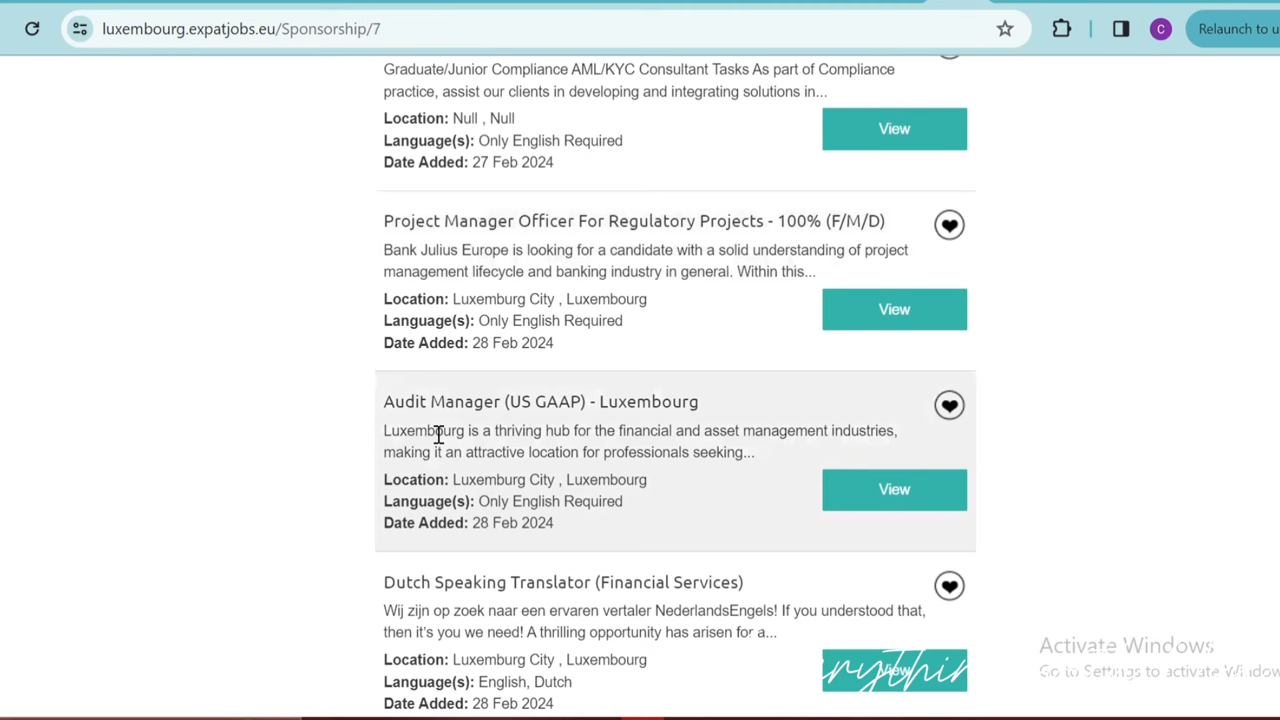 luxembourg.expatjobs.eu/Sponsorship/7
C
Relaunch to u
Graduate/Junior Compliance AML/KYC Consultant Tasks As part of Compliance
practice, assist our clients in developing and integrating solutions in...
Location: Null , Null
View
Language(s): Only English Required
Date Added: 27 Feb 2024
Project Manager Officer For Regulatory Projects - 100% (F/M/D)
Bank Julius Europe is looking for a candidate with a solid understanding of project
management lifecycle and banking industry in general. Within this...
Location: Luxemburg City , Luxembourg
View
Language(s): Only English Required
Date Added: 28 Feb 2024
Audit Manager (US GAAP) - Luxembourg
Luxembourg is a thriving hub for the financial and asset management industries,
making it an attractive location for professionals seeking...
Location: Luxemburg City , Luxembourg
View
Language(s): Only English Required
Date Added: 28 Feb 2024
Dutch Speaking Translator (Financial Services)
Wij zijn op zoek naar een ervaren vertaler NederlandsEngels! If you understood that,
then it's you we need! A thrilling opportunity has arisen for a...
Location: Luxemburg City , Luxembourg
View
Language(s): English, Dutch
Date Added: 28 Feb 2024
Activate Windows
Go to Settings to activate Window